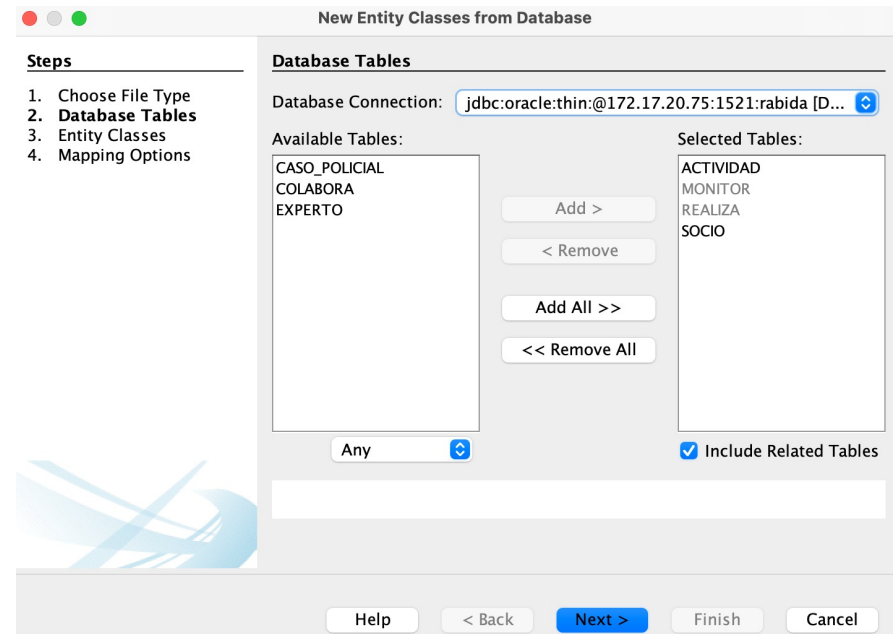 New Entity Classes from Database
Steps
1. Choose File Type
2. Database Tables
3. Entity Classes
4. Mapping Options
Database Tables
Database Connection: jdbc:oracle:thin:@172.17.20.75:1521:rabida [D...
Available Tables:
CASO_POLICIAL
COLABORA
EXPERTO
Any
Add >
< Remove
Add All >>
<< Remove All
Selected Tables:
ACTIVIDAD
MONITOR
REALIZA
SOCIO
Include Related Tables
Help < Back Next > Finish Cancel